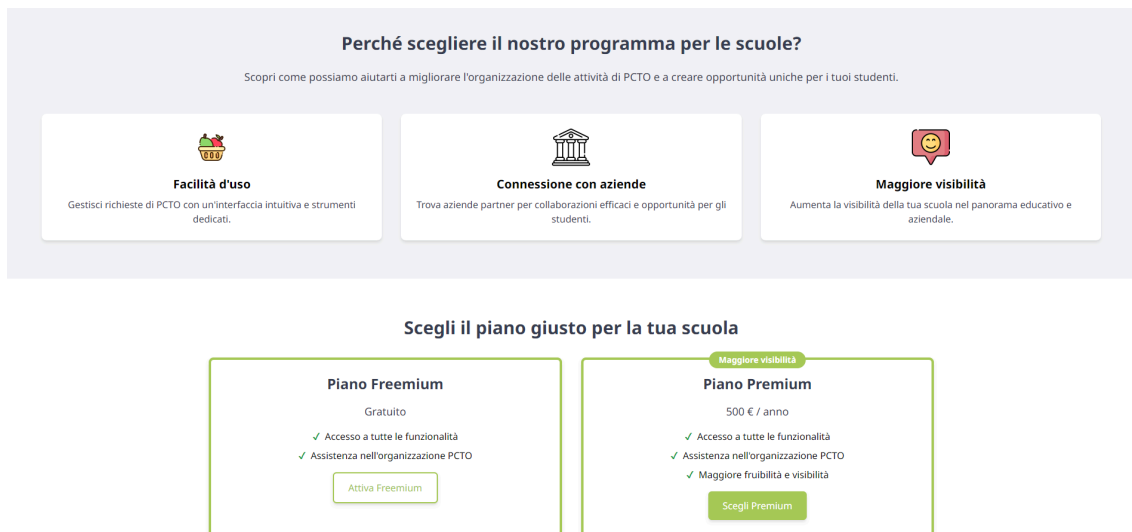 Perché scegliere il nostro programma per le scuole?
Scopri come possiamo aiutarti a migliorare l'organizzazione delle attività di PCTO e a creare opportunità uniche per i tuoi studenti.
Facilità d'uso
Gestisci richieste di PCTO con un'interfaccia intuitiva e strumenti
dedicati.
Connessione con aziende
Trova aziende partner per collaborazioni efficaci e opportunità per gli
studenti.
Maggiore visibilità
Aumenta la visibilità della tua scuola nel panorama educativo e
aziendale.
Scegli il piano giusto per la tua scuola
Piano Freemium
Gratuito
✓ Accesso a tutte le funzionalità
✓ Assistenza nell'organizzazione PCTO
Attiva Freemium
Maggiore visibilità
Piano Premium
500 € / anno
✓ Accesso a tutte le funzionalità
✓ Assistenza nell'organizzazione PCTO
✓ Maggiore fruibilità e visibilità
Scegli Premium